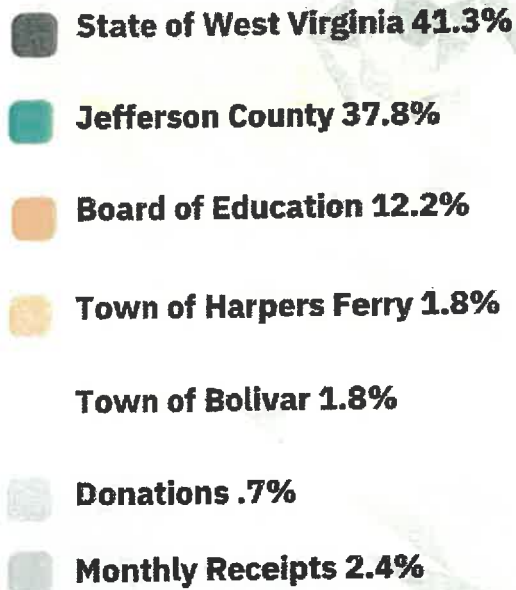 State of West Virginia 41.3%
Jefferson County 37.8%
Board of Education 12.2%
Town of Harpers Ferry 1.8%
Town of Bolivar 1.8%
Donations .7%
Monthly Receipts 2.4%